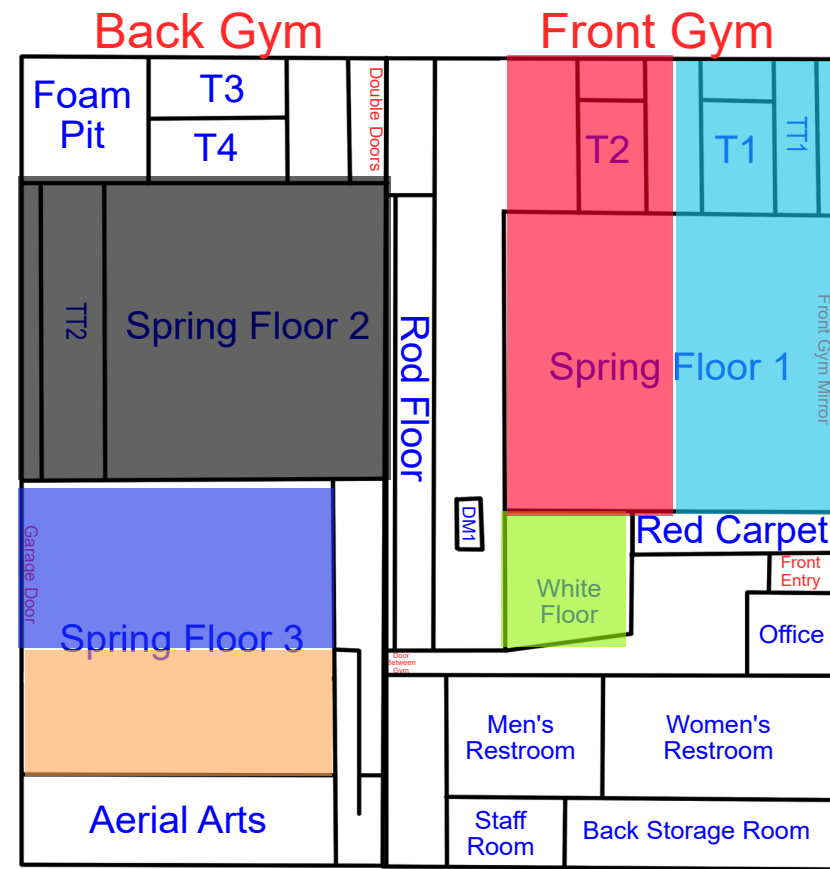 Back Gym
Front Gym
Foam
Pit
T3
T4
Double Doors
T2
T1
TT1
TT2
Spring Floor 2
Rod Floor
Spring Floor 1
Front Gym Mirror
DM1
Red Carpet
Garage Door
White
Floor
Front
Entry
Spring Floor 3
Office
Door
Between
Gym
Men's
Restroom
Women's
Restroom
Aerial Arts
Staff
Room
Back Storage Room